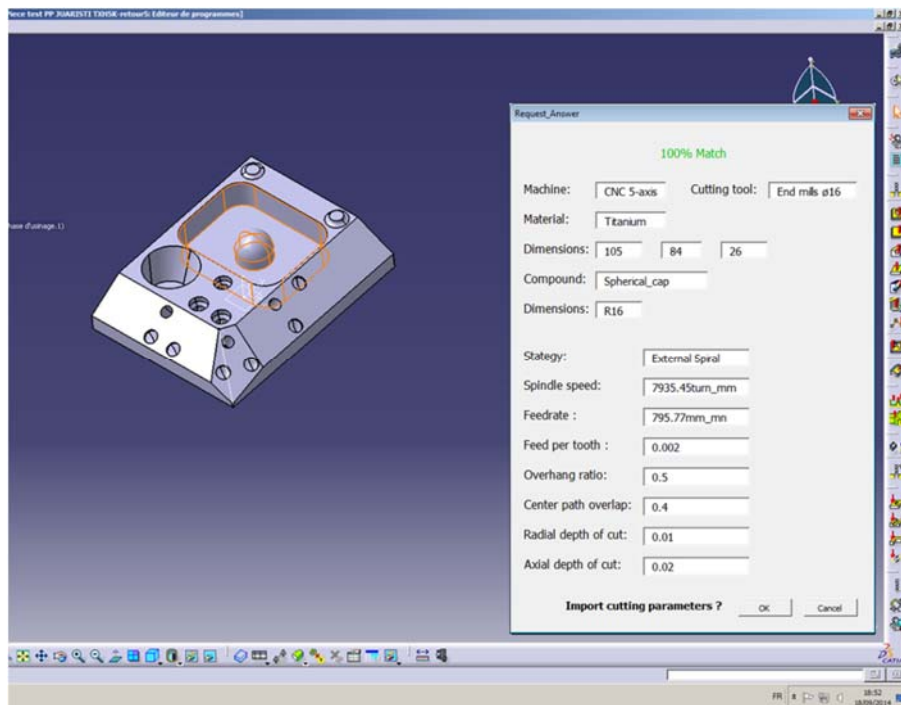 Piece test PP JUARISTI TXHSK-retour5: Editeur de programmes]
Request_Answer
100% Match
Machine: CNC 5-axis Cutting tool: End mills ø16
Material: Titanium
Dimensions: 105 84 26
Compound: Spherical_cap
Dimensions: R16
hase d'usinage.1)
Stategy: External Spiral
Spindle speed: 7935.45turn_mm
Feedrate : 795.77mm_mn
Feed per tooth : 0.002
Overhang ratio: 0.5
Center path overlap: 0.4
Radial depth of cut: 0.01
Axial depth of cut: 0.02
Import cutting parameters ? OK Cancel
FR 18:52
18/09/2014